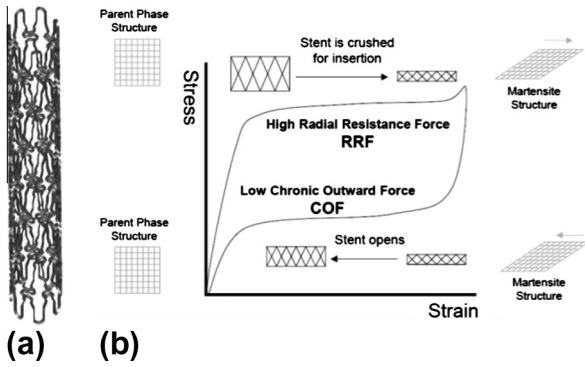 Parent Phase
Structure
Stress
Stent is crushed
for insertion
Martensite
Structure
High Radial Resistance Force
RRF
Low Chronic Outward Force
COF
Parent Phase
Structure
Stent opens
Martensite
Structure
Strain
(a)
(b)